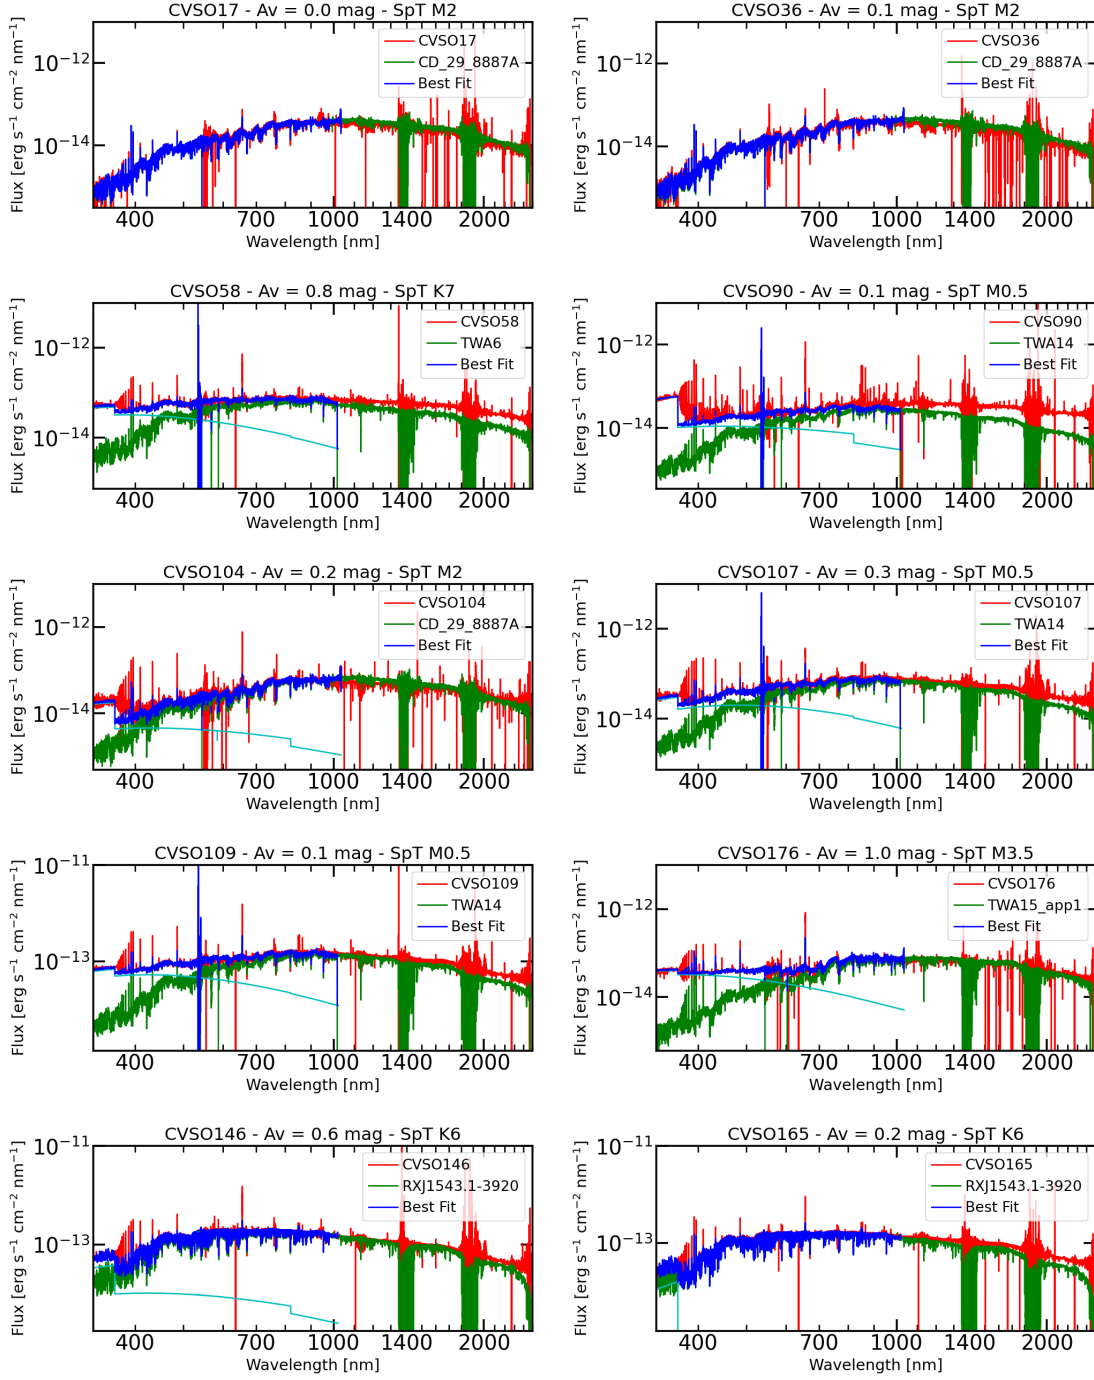 CVSO17 - Av = 0.0 mag - SpT M2
Flux [erg s⁻¹ cm⁻² nm⁻¹]
10⁻¹²
10⁻¹⁴
CVSO17
CD_29_8887A
Best Fit
400 700 1000 1400 2000
Wavelength [nm]
CVSO36 - Av = 0.1 mag - SpT M2
Flux [erg s⁻¹ cm⁻² nm⁻¹]
10⁻¹²
10⁻¹⁴
CVSO36
CD_29_8887A
Best Fit
400 700 1000 1400 2000
Wavelength [nm]
CVSO58 - Av = 0.8 mag - SpT K7
Flux [erg s⁻¹ cm⁻² nm⁻¹]
10⁻¹²
10⁻¹⁴
CVSO58
TWA6
Best Fit
400 700 1000 1400 2000
Wavelength [nm]
CVSO90 - Av = 0.1 mag - SpT M0.5
Flux [erg s⁻¹ cm⁻² nm⁻¹]
10⁻¹²
10⁻¹⁴
CVSO90
TWA14
Best Fit
400 700 1000 1400 2000
Wavelength [nm]
CVSO104 - Av = 0.2 mag - SpT M2
Flux [erg s⁻¹ cm⁻² nm⁻¹]
10⁻¹²
10⁻¹⁴
CVSO104
CD_29_8887A
Best Fit
400 700 1000 1400 2000
Wavelength [nm]
CVSO107 - Av = 0.3 mag - SpT M0.5
Flux [erg s⁻¹ cm⁻² nm⁻¹]
10⁻¹²
10⁻¹⁴
CVSO107
TWA14
Best Fit
400 700 1000 1400 2000
Wavelength [nm]
CVSO109 - Av = 0.1 mag - SpT M0.5
Flux [erg s⁻¹ cm⁻² nm⁻¹]
10⁻¹¹
10⁻¹³
CVSO109
TWA14
Best Fit
400 700 1000 1400 2000
Wavelength [nm]
CVSO176 - Av = 1.0 mag - SpT M3.5
Flux [erg s⁻¹ cm⁻² nm⁻¹]
10⁻¹²
10⁻¹⁴
CVSO176
TWA15_app1
Best Fit
400 700 1000 1400 2000
Wavelength [nm]
CVSO146 - Av = 0.6 mag - SpT K6
Flux [erg s⁻¹ cm⁻² nm⁻¹]
10⁻¹¹
10⁻¹³
CVSO146
RXJ1543.1-3920
Best Fit
400 700 1000 1400 2000
Wavelength [nm]
CVSO165 - Av = 0.2 mag - SpT K6
Flux [erg s⁻¹ cm⁻² nm⁻¹]
10⁻¹¹
10⁻¹³
CVSO165
RXJ1543.1-3920
Best Fit
400 700 1000 1400 2000
Wavelength [nm]